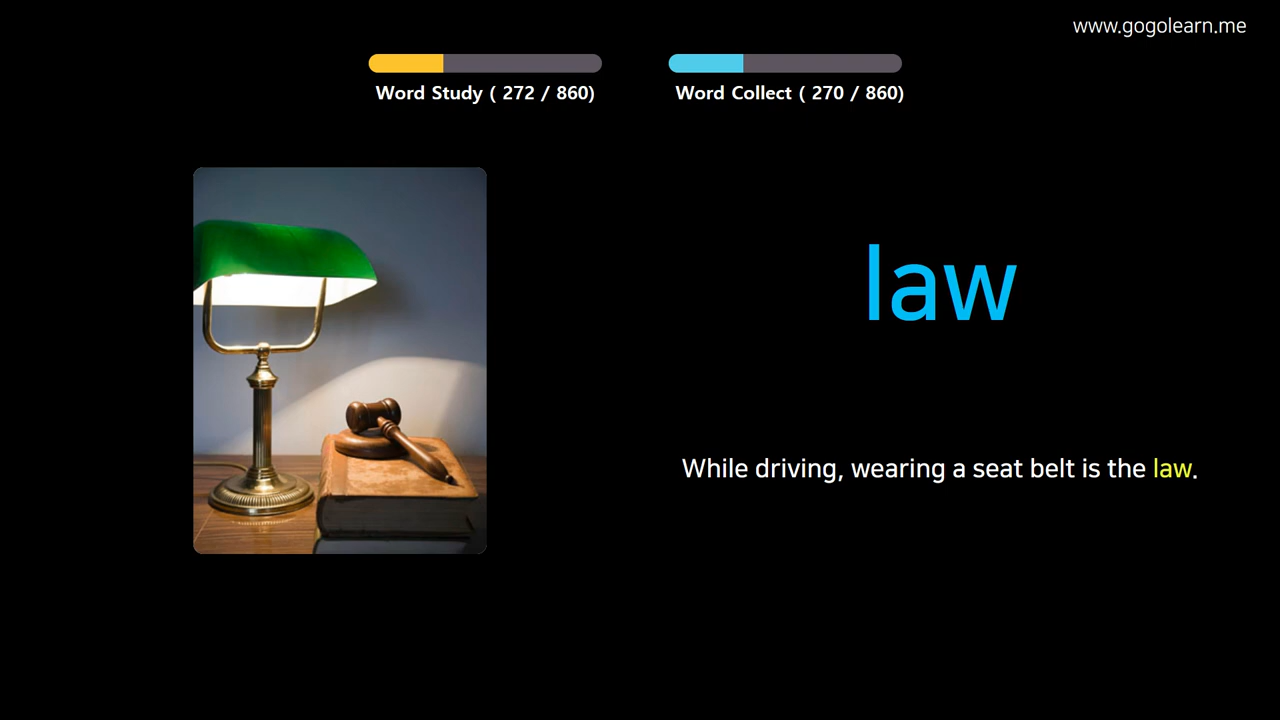 www.gogolearn.me
Word Study ( 272 / 860)
Word Collect ( 270 / 860)
law
While driving, wearing a seat belt is the law.